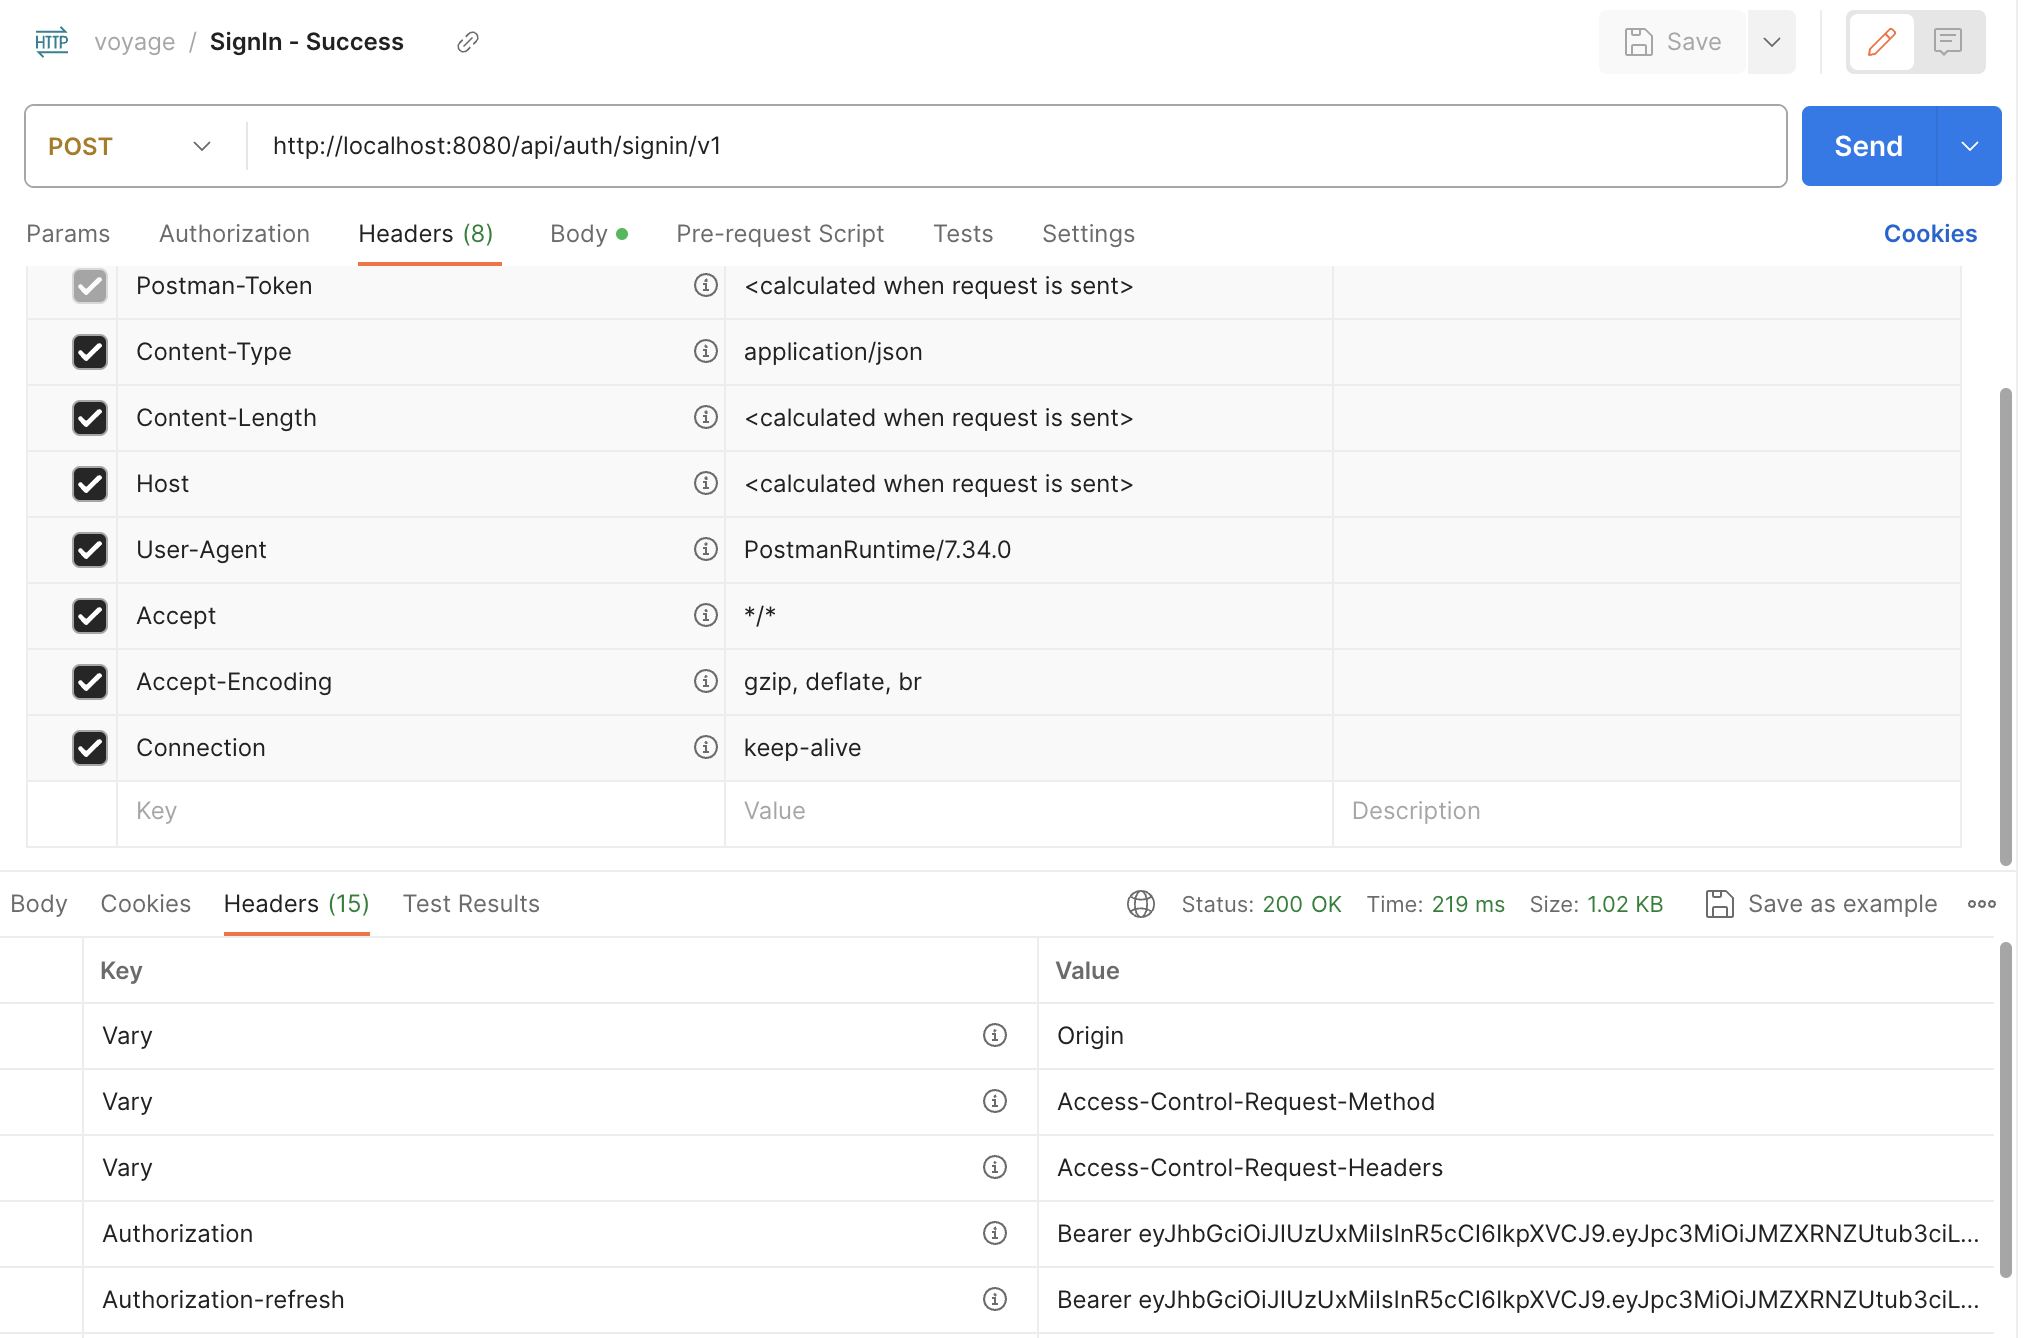 HTTP voyage / SignIn - Success Save
POST http://localhost:8080/api/auth/signin/v1 Send
Params Authorization Headers (8) Body Pre-request Script Tests Settings Cookies
Postman-Token <calculated when request is sent>
Content-Type application/json
Content-Length <calculated when request is sent>
Host <calculated when request is sent>
User-Agent PostmanRuntime/7.34.0
Accept */*
Accept-Encoding gzip, deflate, br
Connection keep-alive
Key Value Description
Body Cookies Headers (15) Test Results Status: 200 OK Time: 219 ms Size: 1.02 KB Save as example
Key Value
Vary Origin
Vary Access-Control-Request-Method
Vary Access-Control-Request-Headers
Authorization Bearer eyJhbGciOiJIUzUxMiIsInR5cCI6IkpXVCJ9.eyJpc3MiOiJMZXRNZUtub3ciL...
Authorization-refresh Bearer eyJhbGciOiJIUzUxMiIsInR5cCI6IkpXVCJ9.eyJpc3MiOiJMZXRNZUtub3ciL...